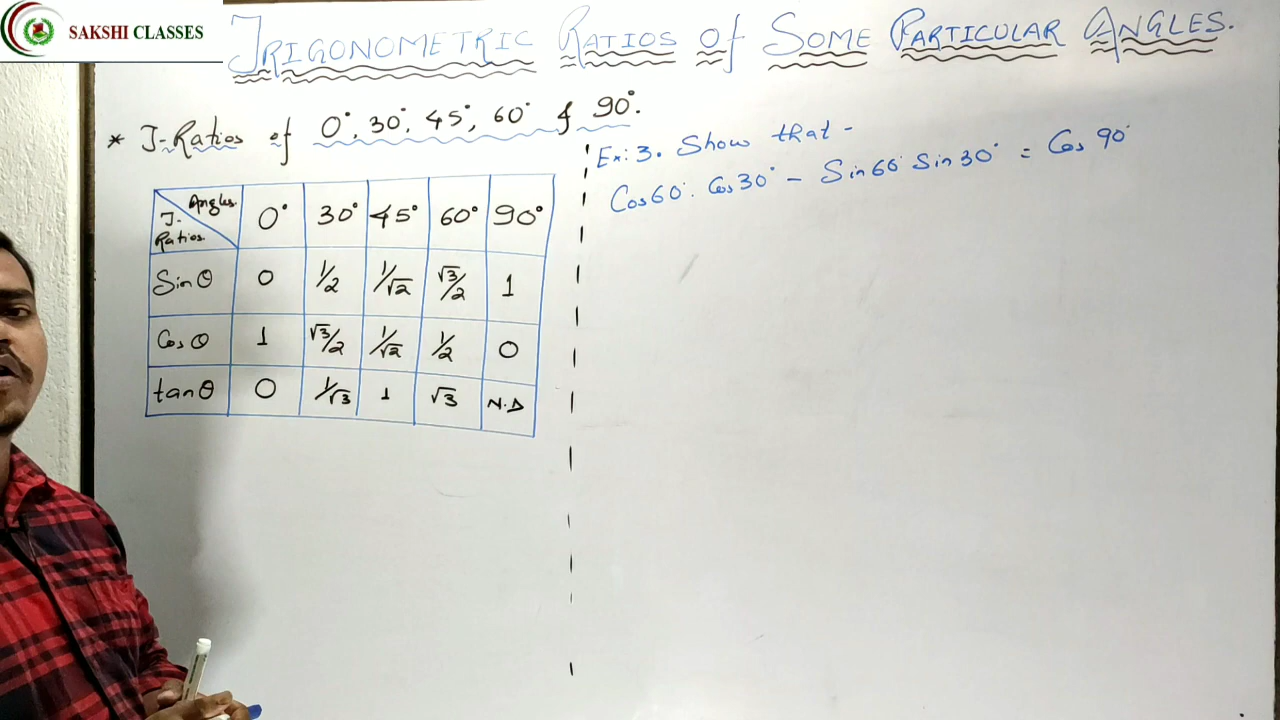 SAKSHI CLASSES
TRIGONOMETRIC RATIOS Of SOME PARTICULAR ANGLES.
* T-Ratios of 0°, 30°, 45°, 60° & 90°.
Angles. T-Ratios. 0° 30° 45° 60° 90°
Sinθ 0 1/2 1/√2 √3/2 1
Cosθ 1 √3/2 1/√2 1/2 0
tanθ 0 1/√3 1 √3 N.D
Ex: 3. Show that -
Cos60°. Cos30° - Sin60° Sin30° = Cos 90°